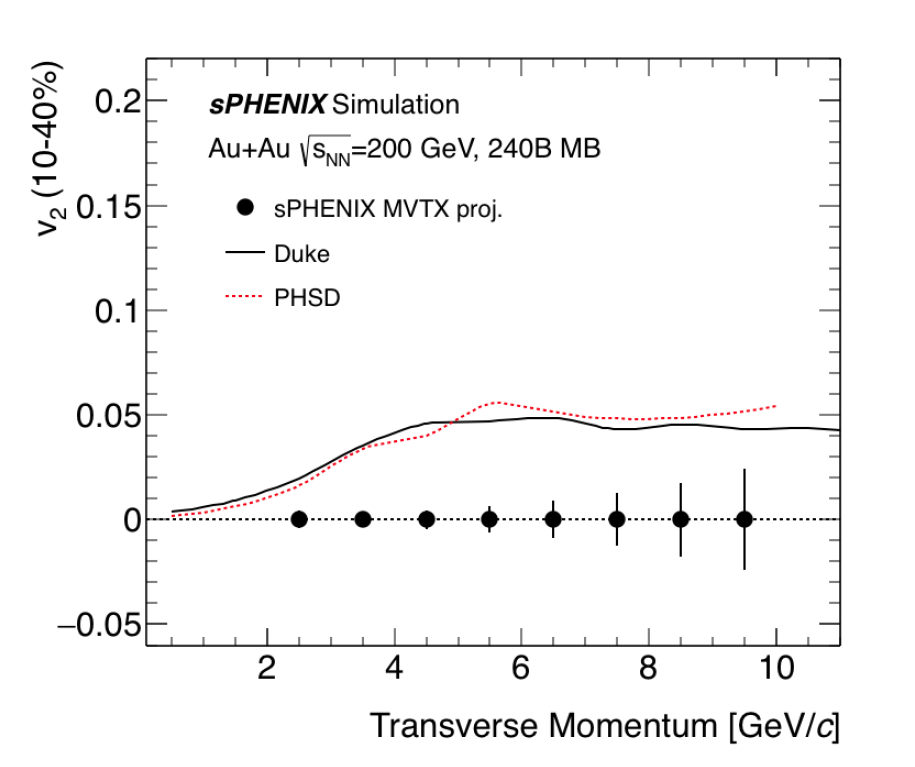 sPHENIX Simulation
Au+Au √sNN=200 GeV, 240B MB
sPHENIX MVTX proj.
Duke
PHSD
v2 (10-40%)
0.2
0.15
0.1
0.05
0
−0.05
2 4 6 8 10
Transverse Momentum [GeV/c]